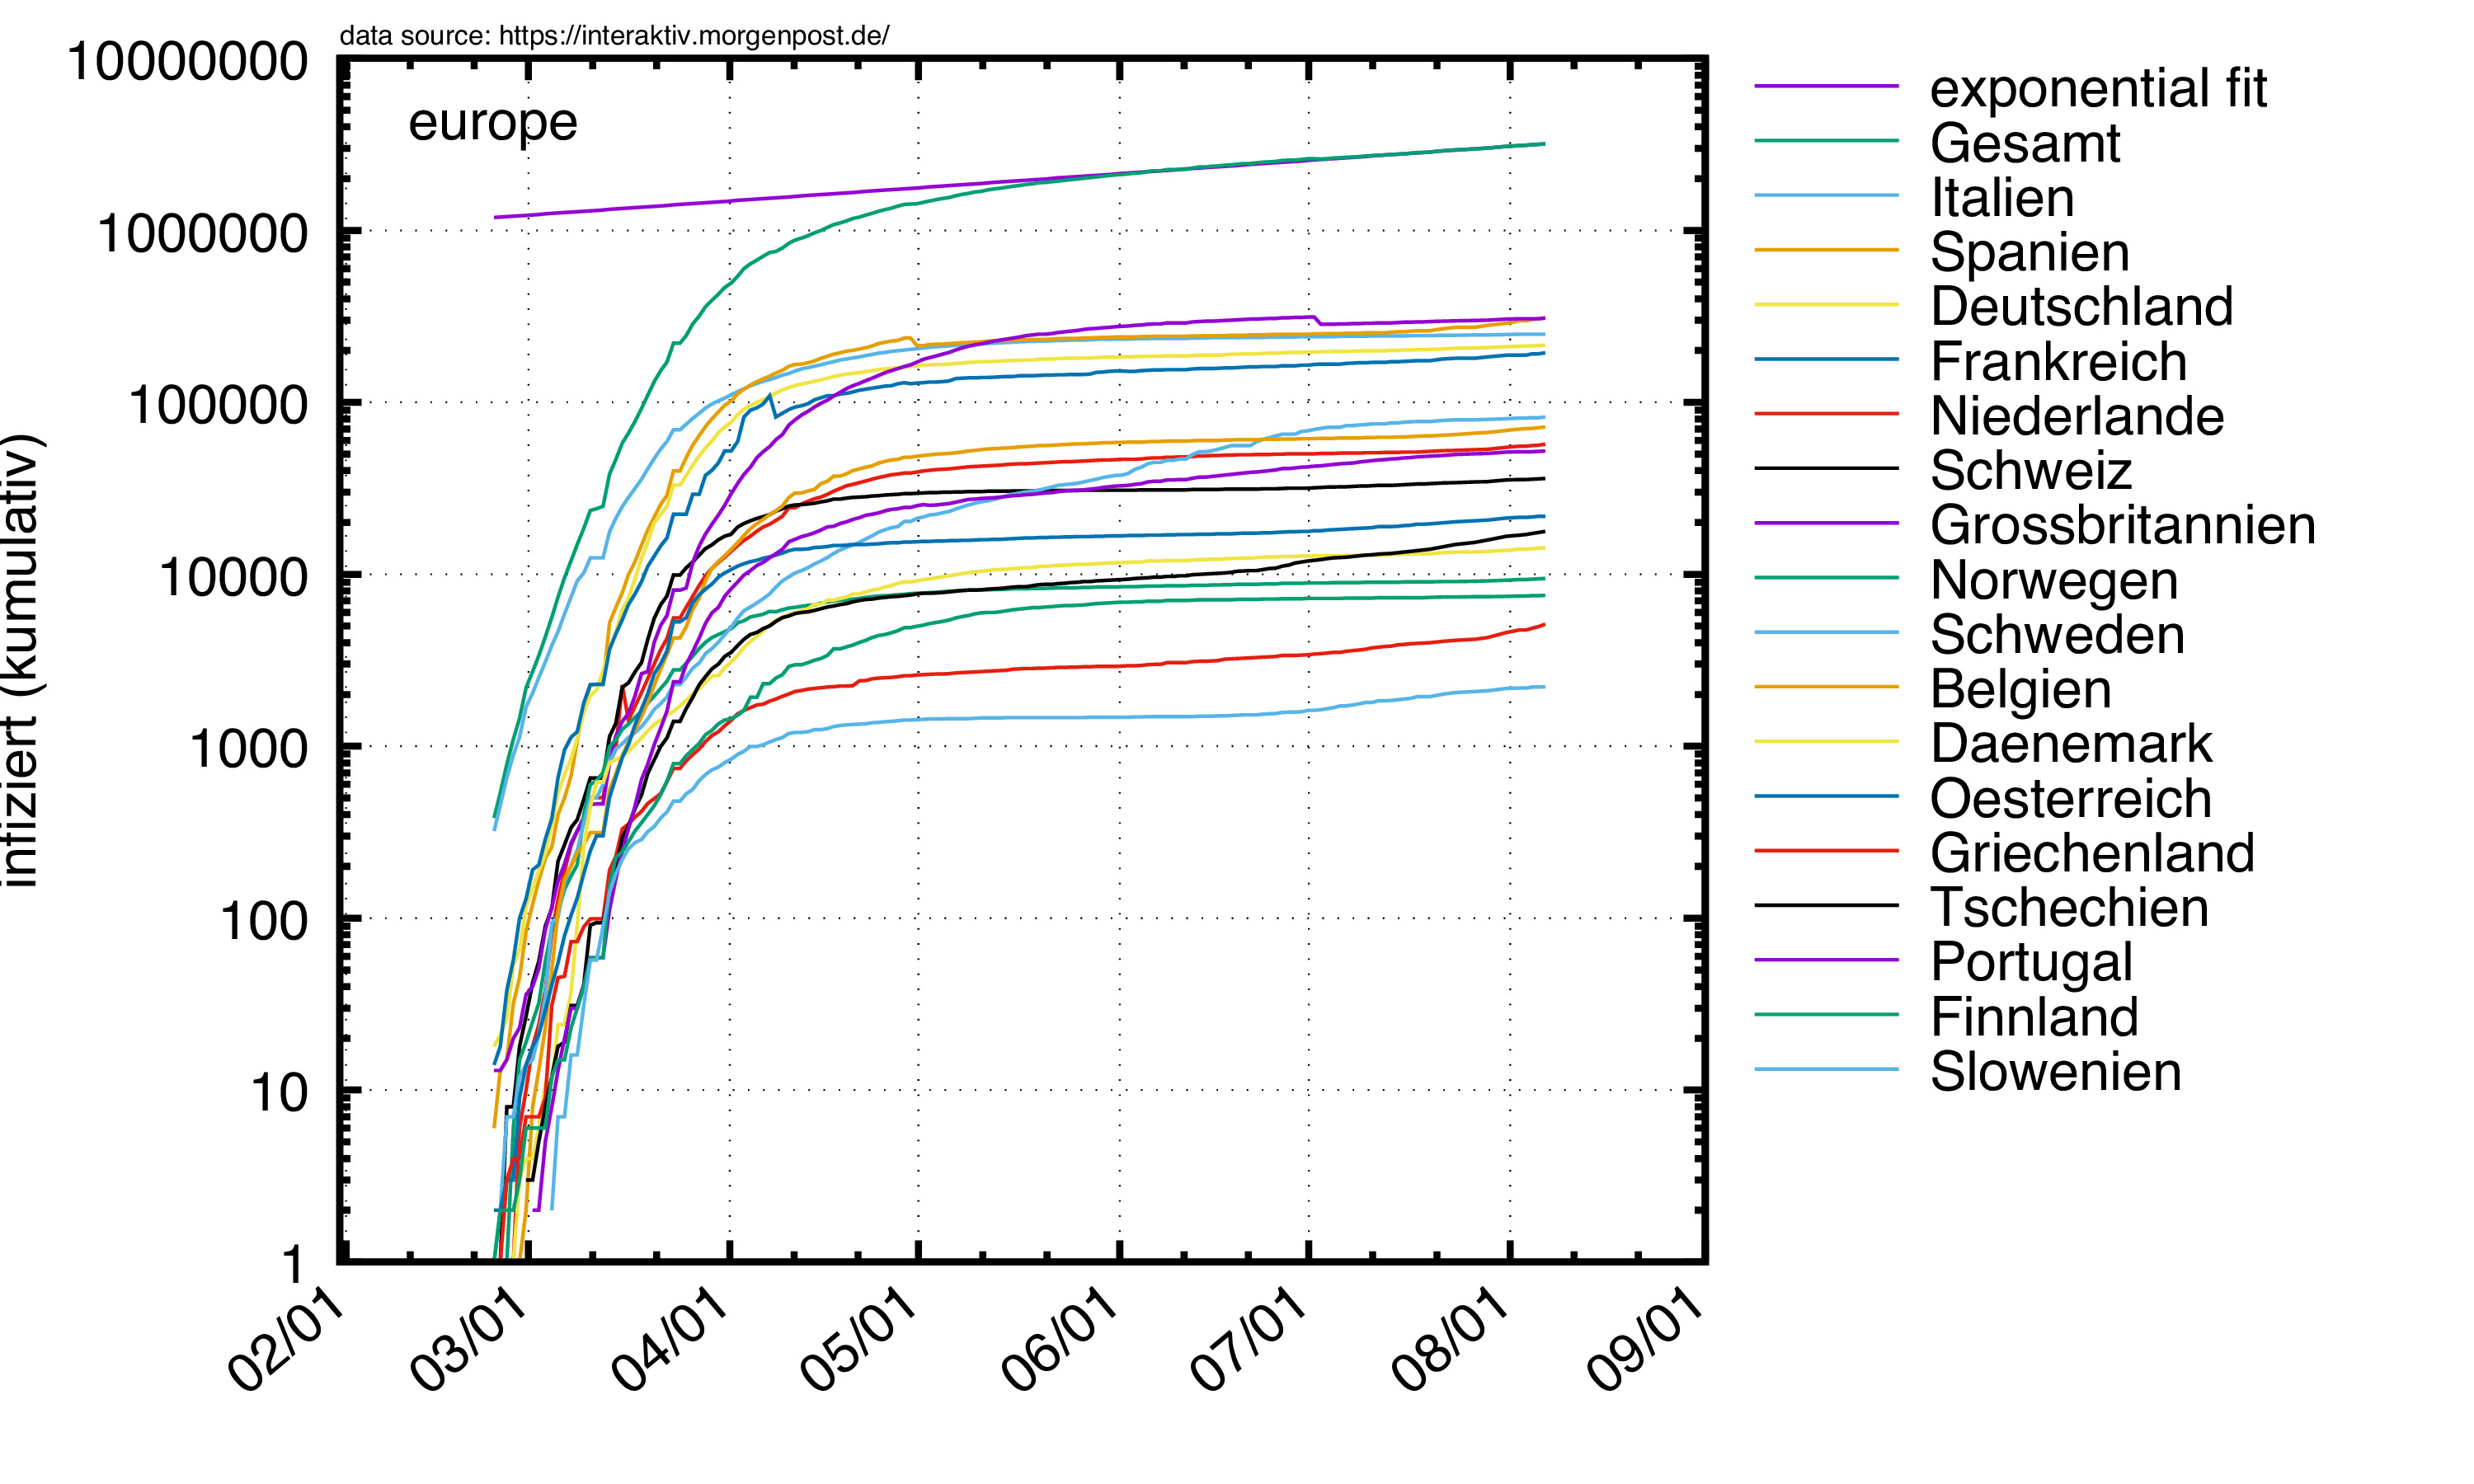 data source: https://interaktiv.morgenpost.de/
europe
infiziert (kumulativ)
10000000
1000000
100000
10000
1000
100
10
1
02/01
03/01
04/01
05/01
06/01
07/01
08/01
09/01
exponential fit
Gesamt
Italien
Spanien
Deutschland
Frankreich
Niederlande
Schweiz
Grossbritannien
Norwegen
Schweden
Belgien
Daenemark
Oesterreich
Griechenland
Tschechien
Portugal
Finnland
Slowenien